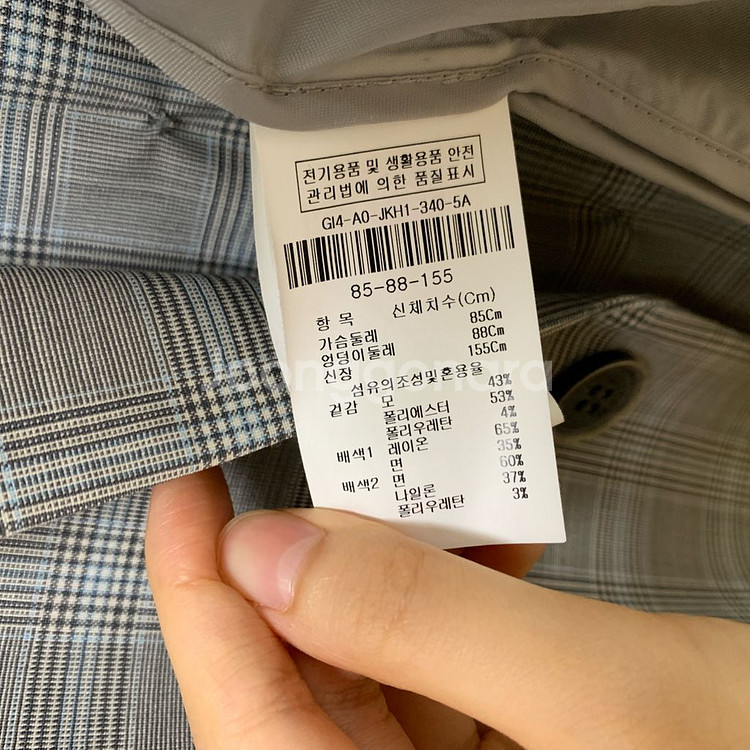 전기용품 및 생활용품 안전
관리법에 의한 품질표시
GI4-A0-JKH1-340-5A
85-88-155
항 목 신체치수(Cm)
가슴둘레 85Cm
엉덩이둘레 88Cm
신장 155Cm
섬유의조성및혼용율
겉감 모 43%
폴리에스터 53%
폴리우레탄 4%
배색1 레이온 65%
면 35%
배색2 면 60%
나일론 37%
폴리우레탄 3%
joonggonara